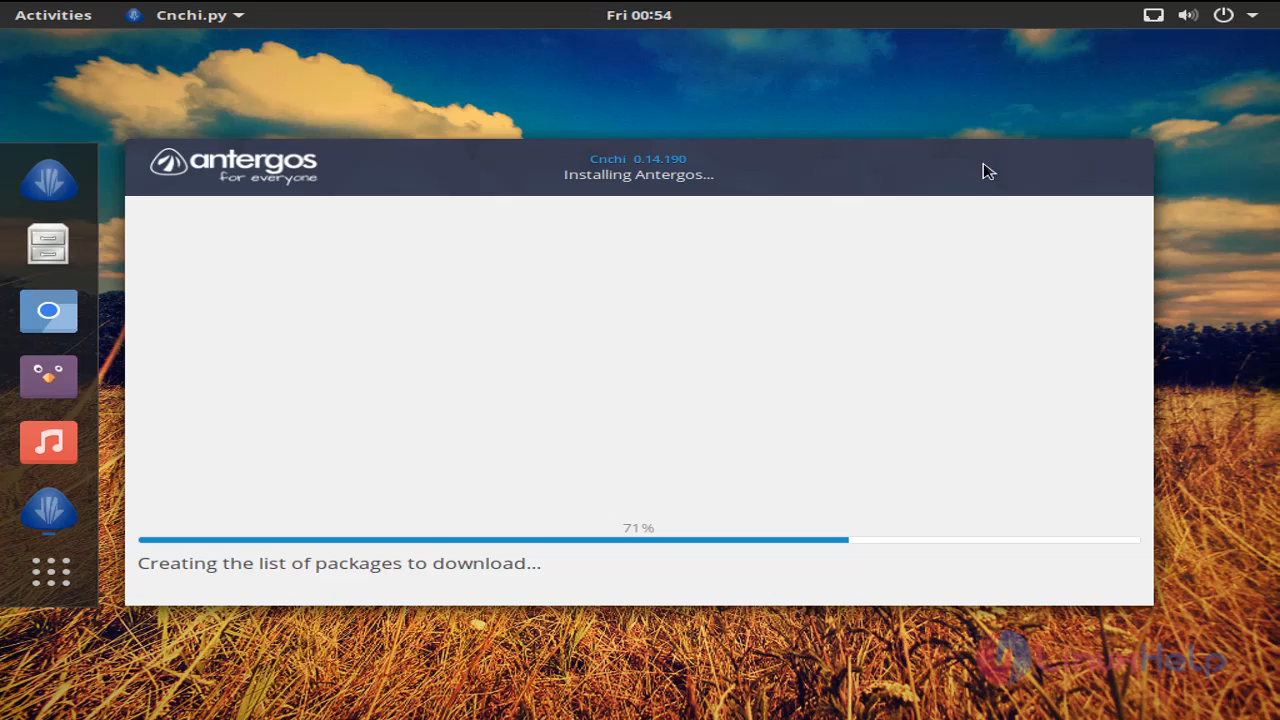 Activities Cnchi.py Fri 00:54
antergos
for everyone
Cnchi 0.14.190
Installing Antergos...
71%
Creating the list of packages to download...